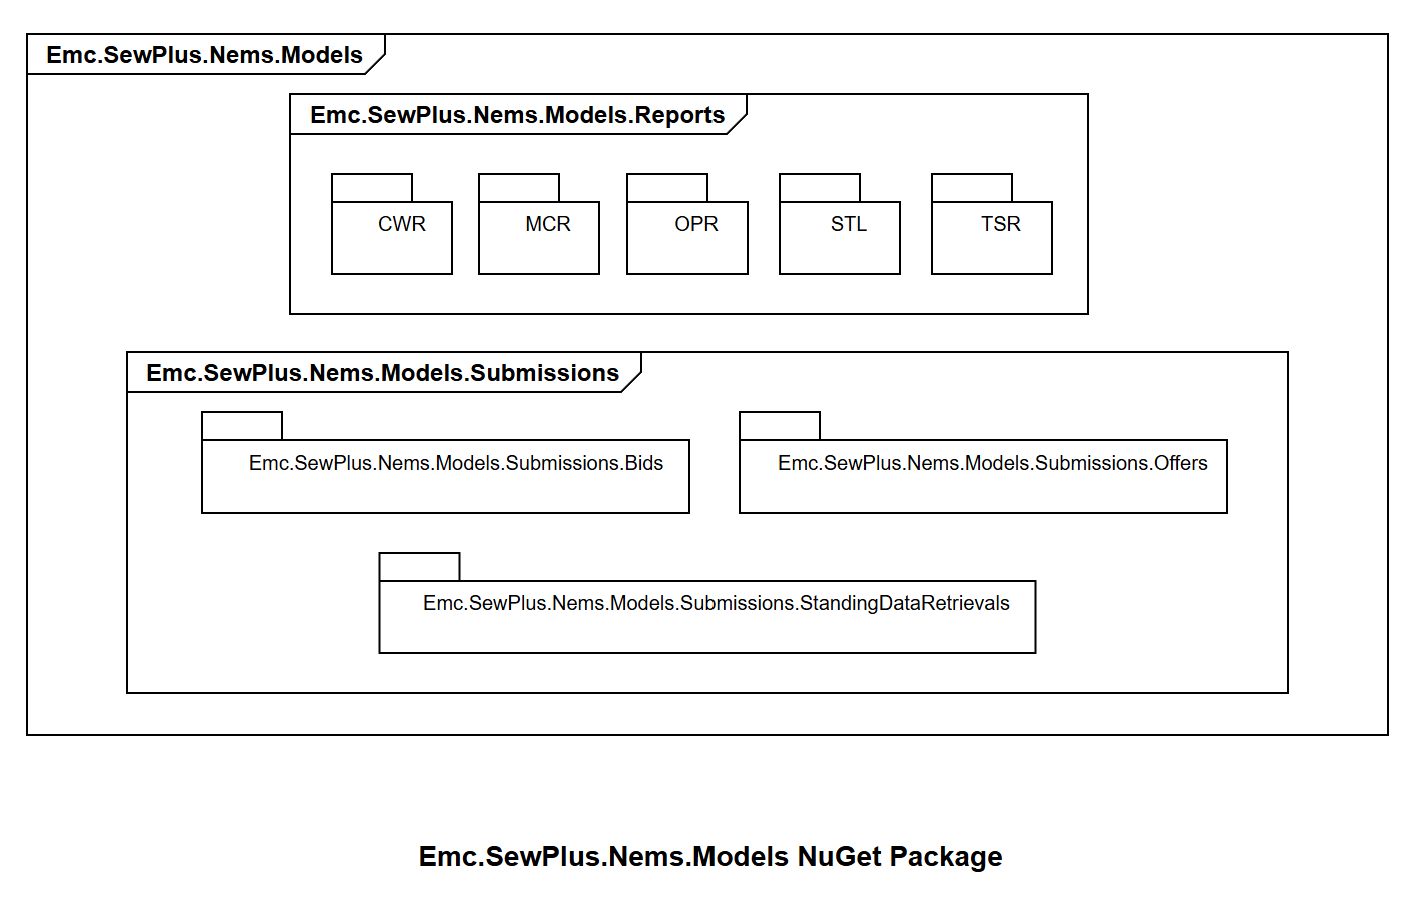 Emc.SewPlus.Nems.Models
Emc.SewPlus.Nems.Models.Reports
CWR
MCR
OPR
STL
TSR
Emc.SewPlus.Nems.Models.Submissions
Emc.SewPlus.Nems.Models.Submissions.Bids
Emc.SewPlus.Nems.Models.Submissions.Offers
Emc.SewPlus.Nems.Models.Submissions.StandingDataRetrievals
Emc.SewPlus.Nems.Models NuGet Package